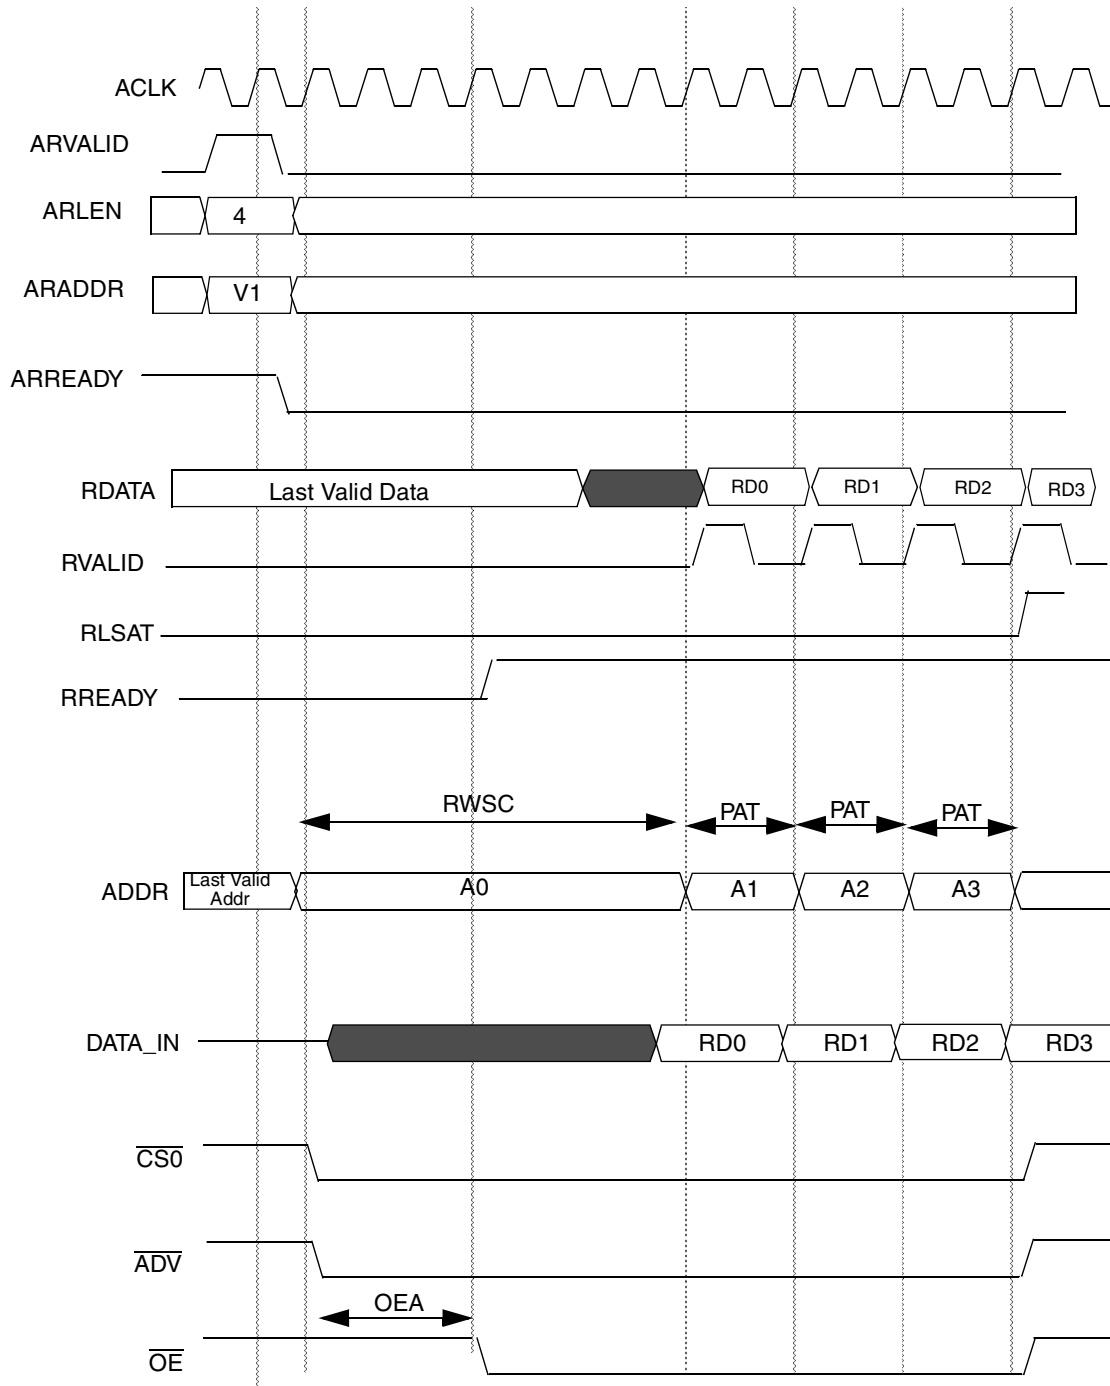 ACLK
ARVALID
ARLEN
4
ARADDR
V1
ARREADY
RDATA
Last Valid Data
RD0
RD1
RD2
RD3
RVALID
RLSAT
RREADY
RWSC
PAT
PAT
PAT
ADDR
Last Valid
Addr
A0
A1
A2
A3
DATA_IN
RD0
RD1
RD2
RD3
CS0
ADV
OEA
OE